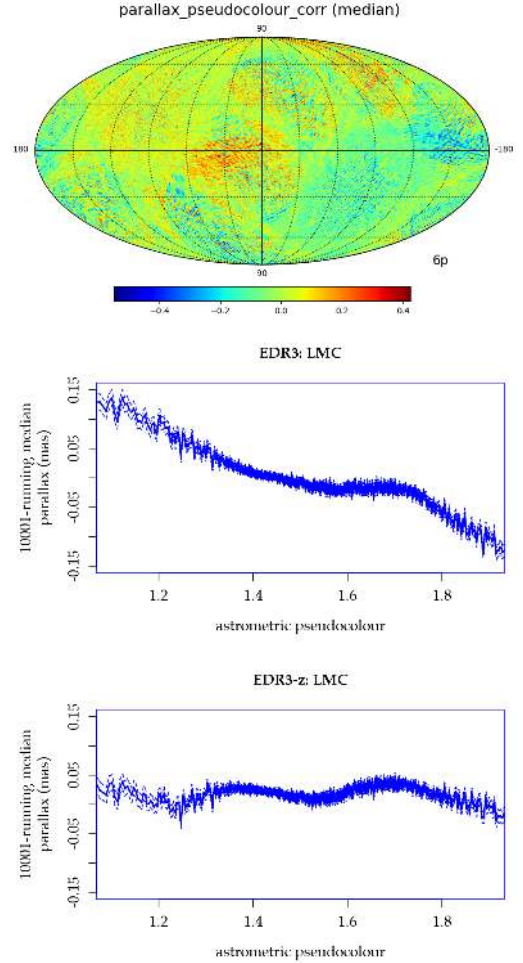 parallax_pseudocolour_corr (median)
90
180
-180
6p
90
−0.4 −0.2 0.0 0.2 0.4
EDR3: LMC
10001-running median
parallax (mas)
0.15
0.05
-0.05
-0.15
1.2 1.4 1.6 1.8
astrometric pseudocolour
EDR3-z: LMC
10001-running median
parallax (mas)
0.15
0.05
-0.05
-0.15
1.2 1.4 1.6 1.8
astrometric pseudocolour